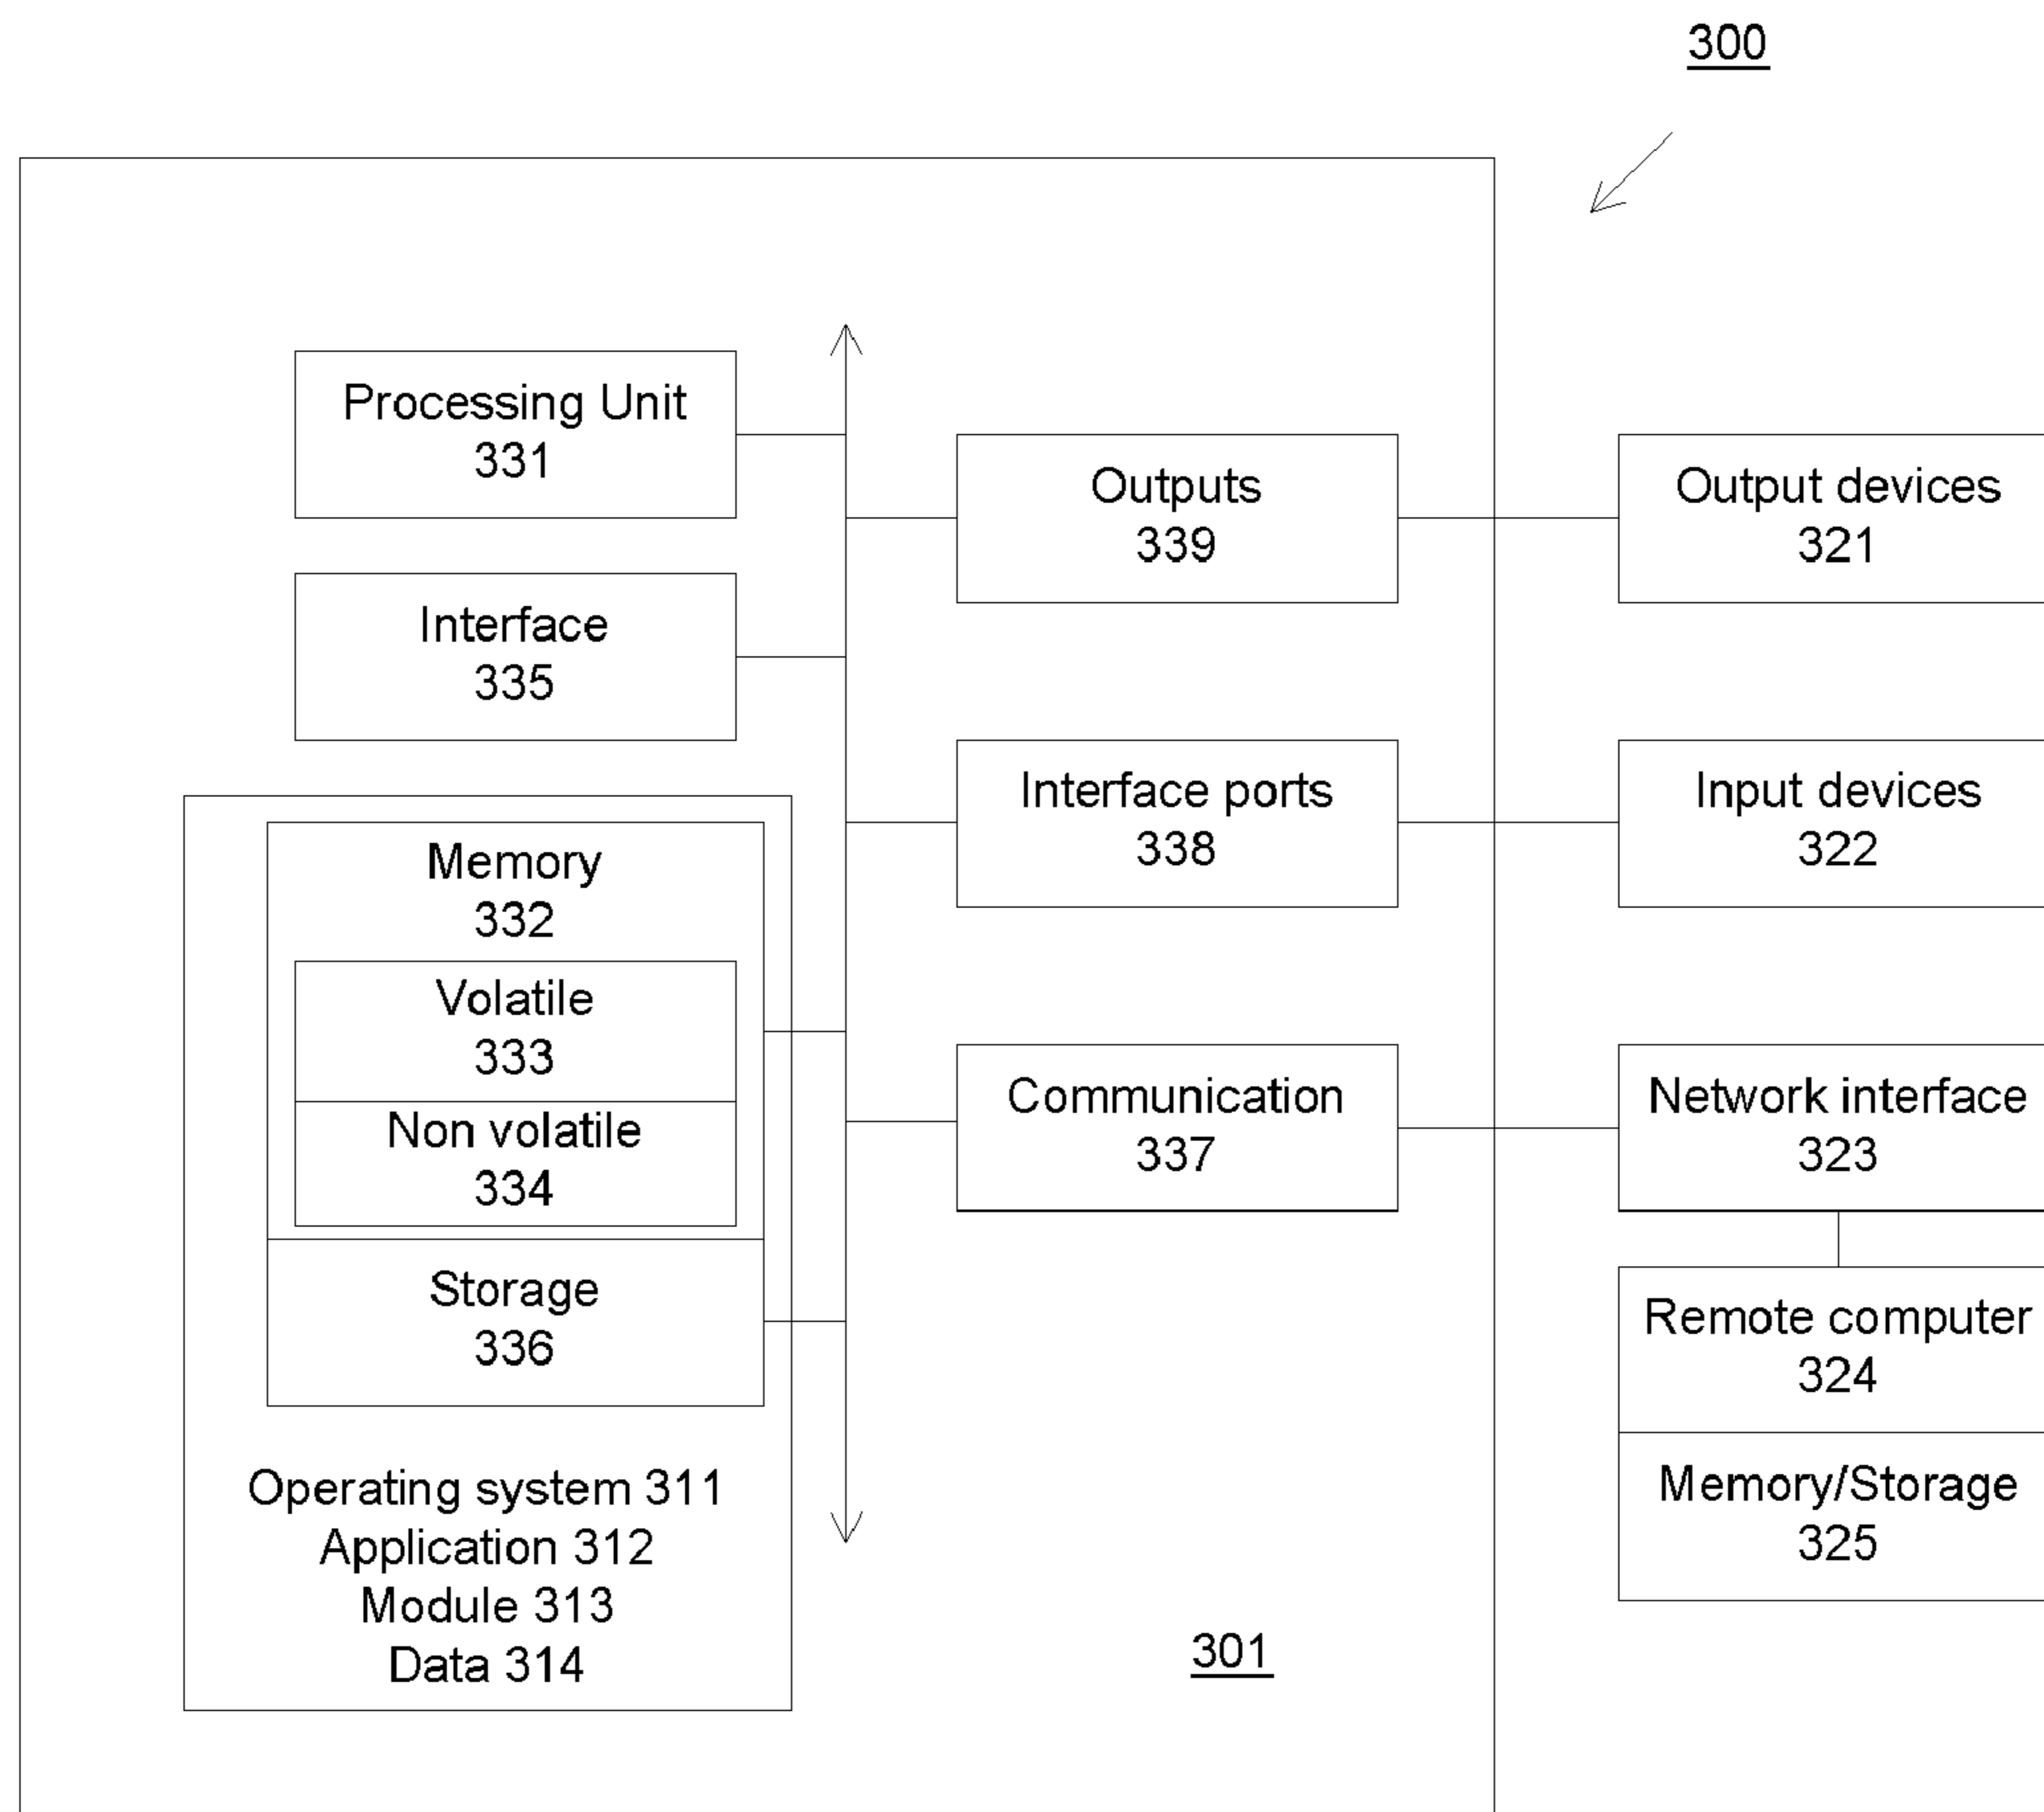 300
Processing Unit
331
Interface
335
Memory
332
Volatile
333
Non volatile
334
Storage
336
Operating system 311
Application 312
Module 313
Data 314
Outputs
339
Interface ports
338
Communication
337
301
Output devices
321
Input devices
322
Network interface
323
Remote computer
324
Memory/Storage
325